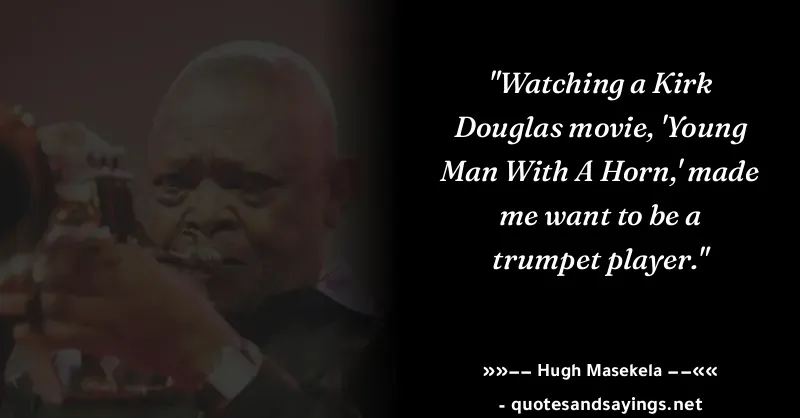 "Watching a Kirk
Douglas movie, 'Young
Man With A Horn,' made
me want to be a
trumpet player."
»»−− Hugh Masekela −−««
- quotesandsayings.net